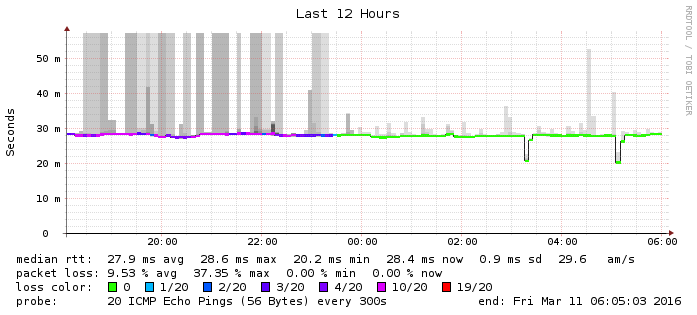 Last 12 Hours
RRDTOOL / TOBI OETIKER
Seconds
50 m
40 m
30 m
20 m
10 m
0
20:00 22:00 00:00 02:00 04:00 06:00
median rtt: 27.9 ms avg 28.6 ms max 20.2 ms min 28.4 ms now 0.9 ms sd 29.6 am/s
packet loss: 9.53 % avg 37.35 % max 0.00 % min 0.00 % now
loss color: 0 1/20 2/20 3/20 4/20 10/20 19/20
probe: 20 ICMP Echo Pings (56 Bytes) every 300s end: Fri Mar 11 06:05:03 2016